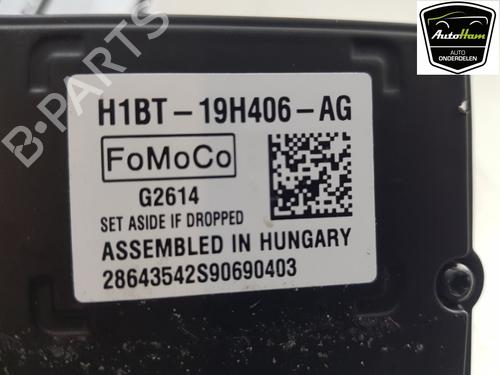 AutoHam
AUTO
ONDERDELEN
B-PARTS
H1BT-19H406-AG
FoMoCo
G2614
SET ASIDE IF DROPPED
ASSEMBLED IN HUNGARY
28643542S90690403